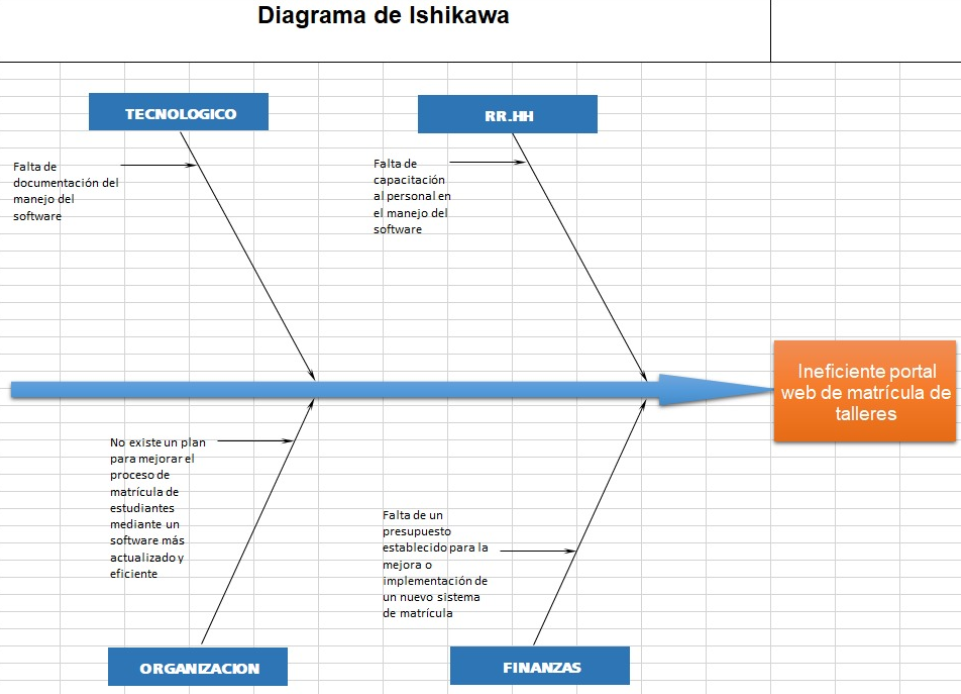 Diagrama de Ishikawa
TECNOLOGICO
RR.HH
Falta de
documentación del
manejo del
software
Falta de
capacitación
al personal en
el manejo del
software
Ineficiente portal
web de matrícula de
talleres
No existe un plan
para mejorar el
proceso de
matrícula de
estudiantes
mediante un
software más
actualizado y
eficiente
Falta de un
presupuesto
establecido para la
mejora o
implementación de
un nuevo sistema
de matrícula
ORGANIZACION
FINANZAS